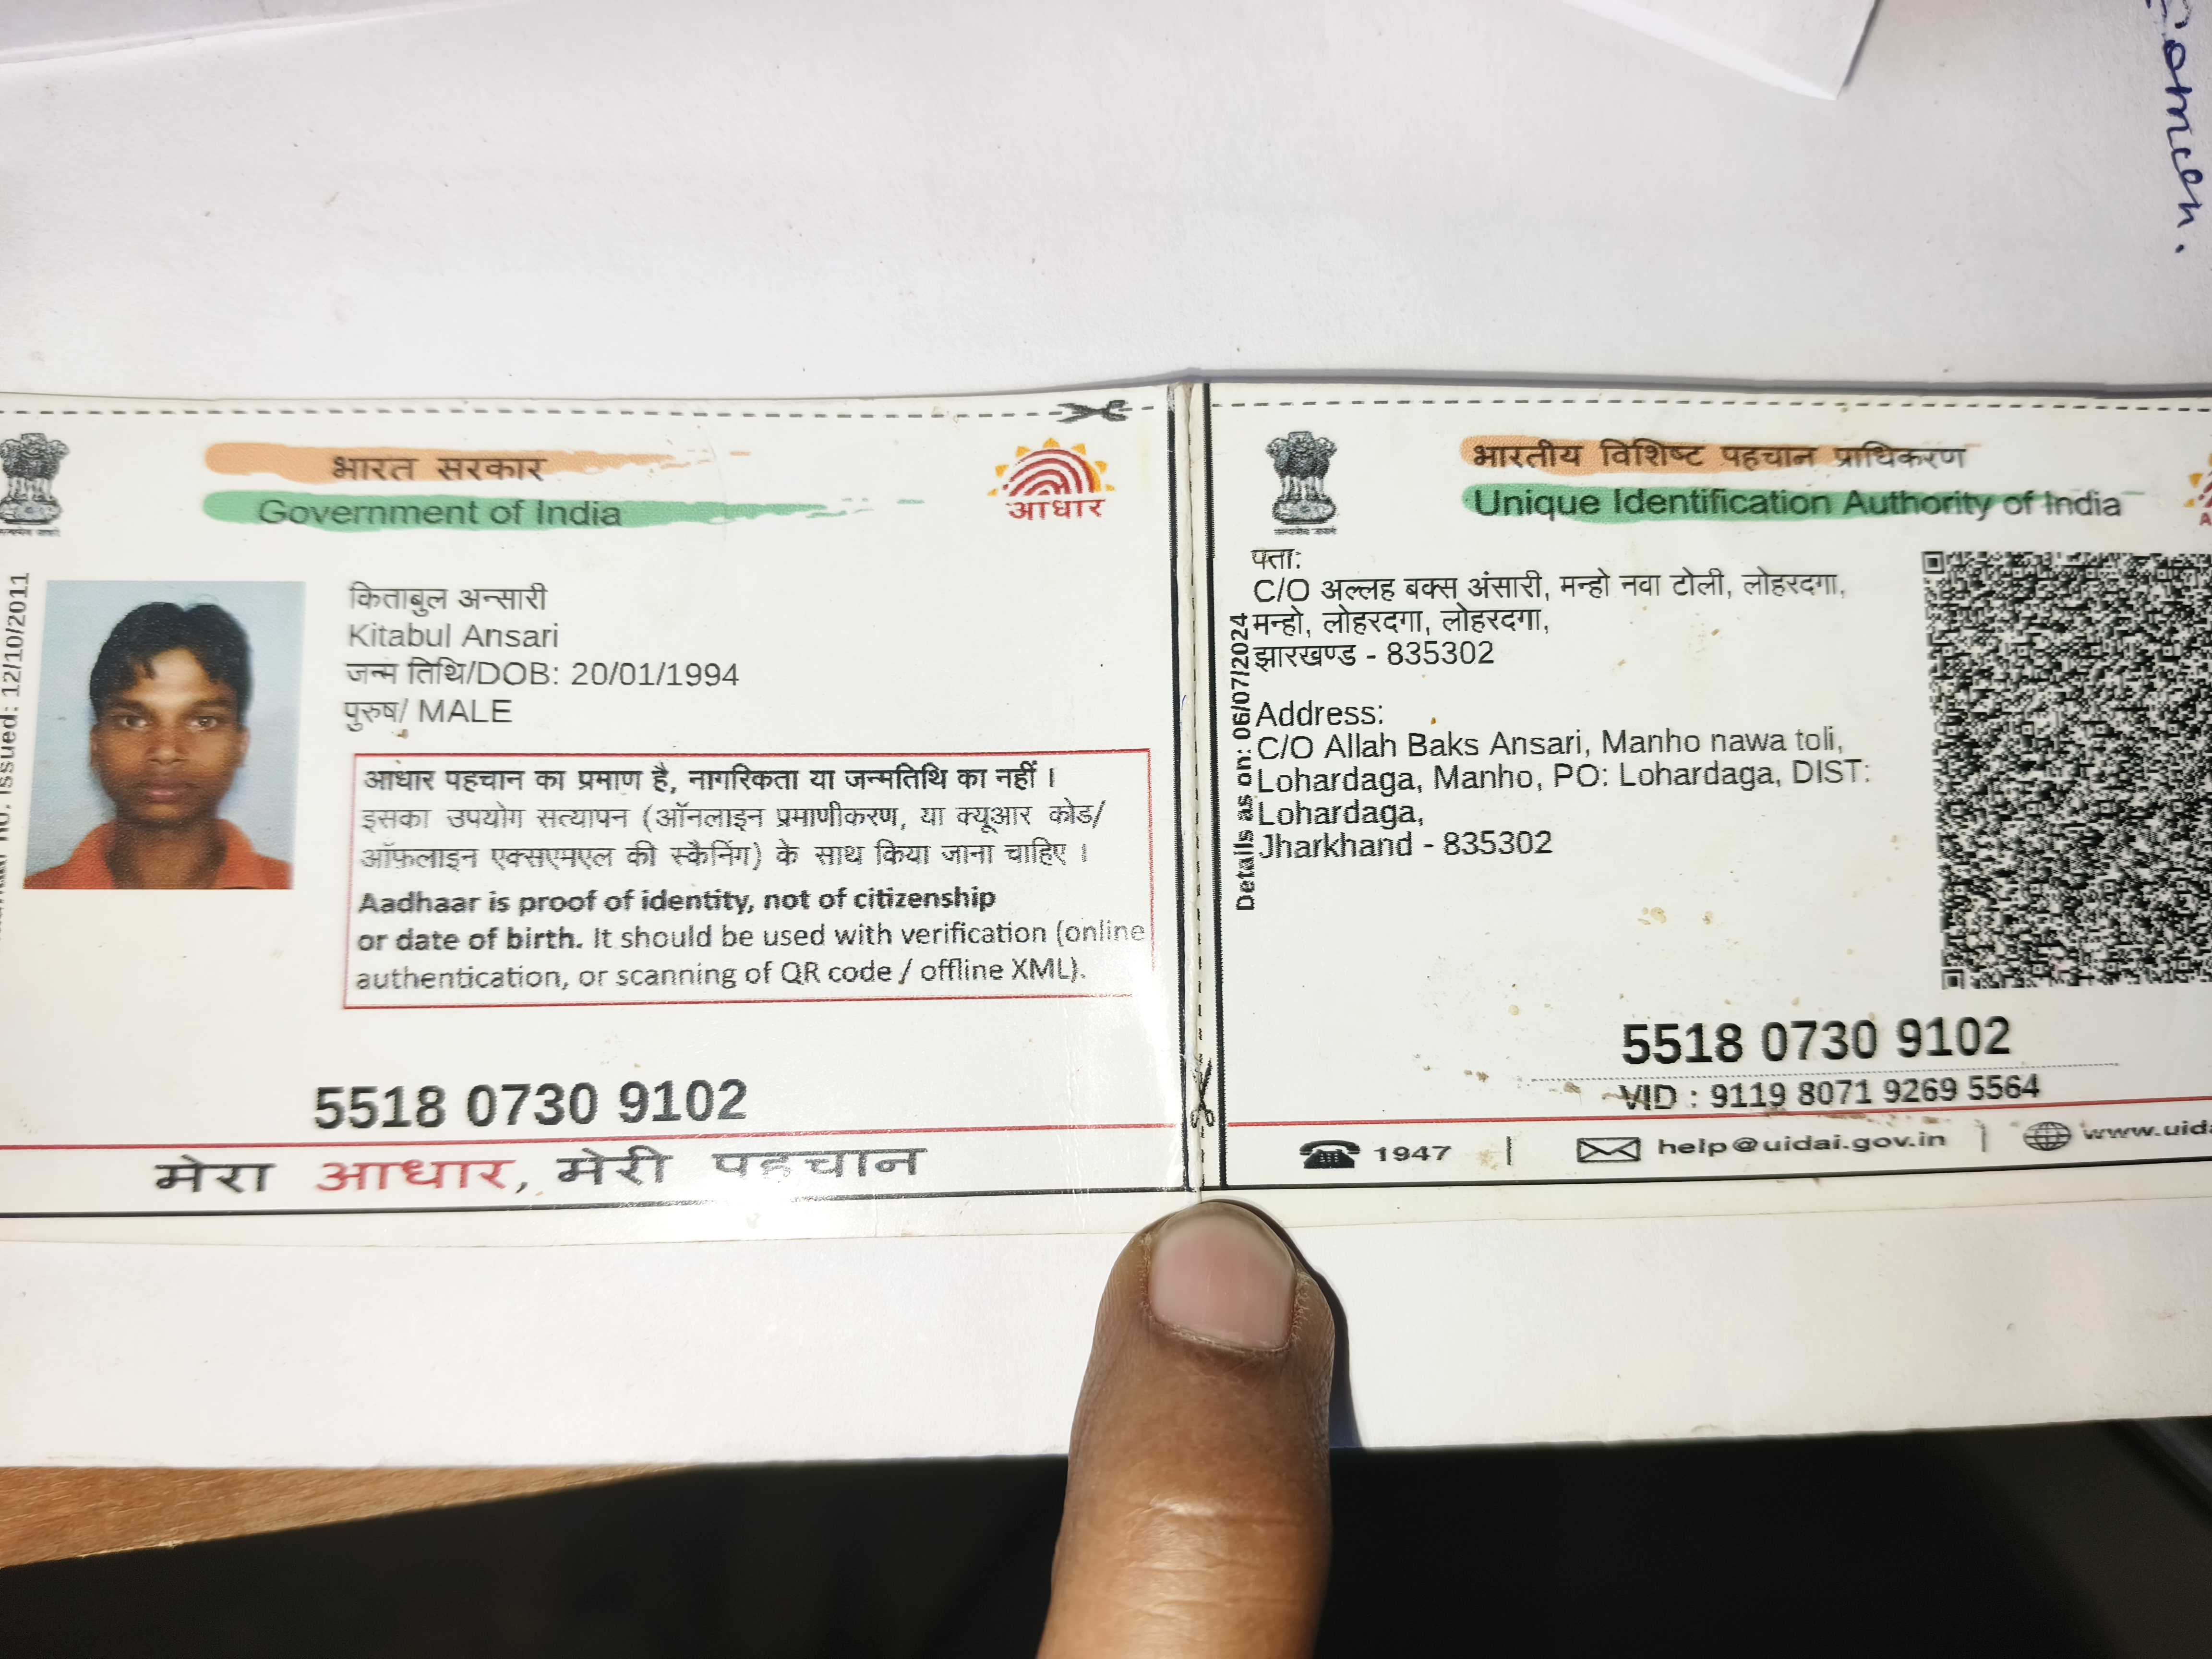 भारत सरकार
Government of India
आधार
issued: 12/10/2011
किताबुल अन्सारी
Kitabul Ansari
जन्म तिथि/DOB: 20/01/1994
पुरुष/ MALE
आधार पहचान का प्रमाण है, नागरिकता या जन्मतिथि का नहीं ।
इसका उपयोग सत्यापन (ऑनलाइन प्रमाणीकरण, या क्यूआर कोड/
ऑफ़लाइन एक्सएमएल की स्कैनिंग) के साथ किया जाना चाहिए ।
Aadhaar is proof of identity, not of citizenship
or date of birth. It should be used with verification (online
authentication, or scanning of QR code / offline XML).
5518 0730 9102
मेरा आधार, मेरी पहचान
भारतीय विशिष्ट पहचान प्राधिकरण
Unique Identification Authority of India
Details as on: 06/07/2024
पता:
C/O अल्लह बक्स अंसारी, मन्हो नवा टोली, लोहरदगा,
मन्हो, लोहरदगा, लोहरदगा,
झारखण्ड - 835302
Address:
C/O Allah Baks Ansari, Manho nawa toli,
Lohardaga, Manho, PO: Lohardaga, DIST:
Lohardaga,
Jharkhand - 835302
5518 0730 9102
VID : 9119 8071 9269 5564
1947 | help@uidai.gov.in | www.uid